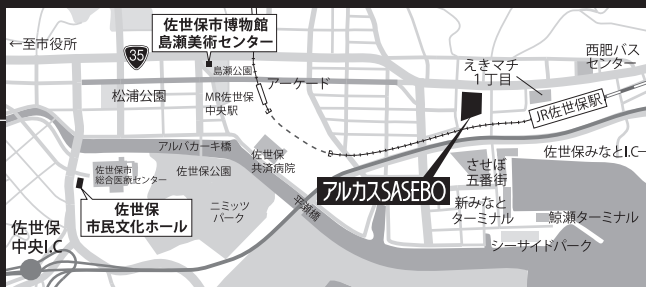 ←至市役所
35
佐世保市博物館
島瀬美術センター
島瀬公園
アーケード
松浦公園
MR佐世保
中央駅
えきマチ
1丁目
西肥バス
センター
JR佐世保駅
アルバカーキ橋
佐世保市
総合医療センター
佐世保公園
佐世保
共済病院
佐世保
市民文化ホール
ニミッツ
パーク
平瀬橋
アルカスSASEBO
佐世保みなとI.C→
させぼ
五番街
新みなと
ターミナル
鯨瀬ターミナル
シーサイドパーク
佐世保
中央I.C